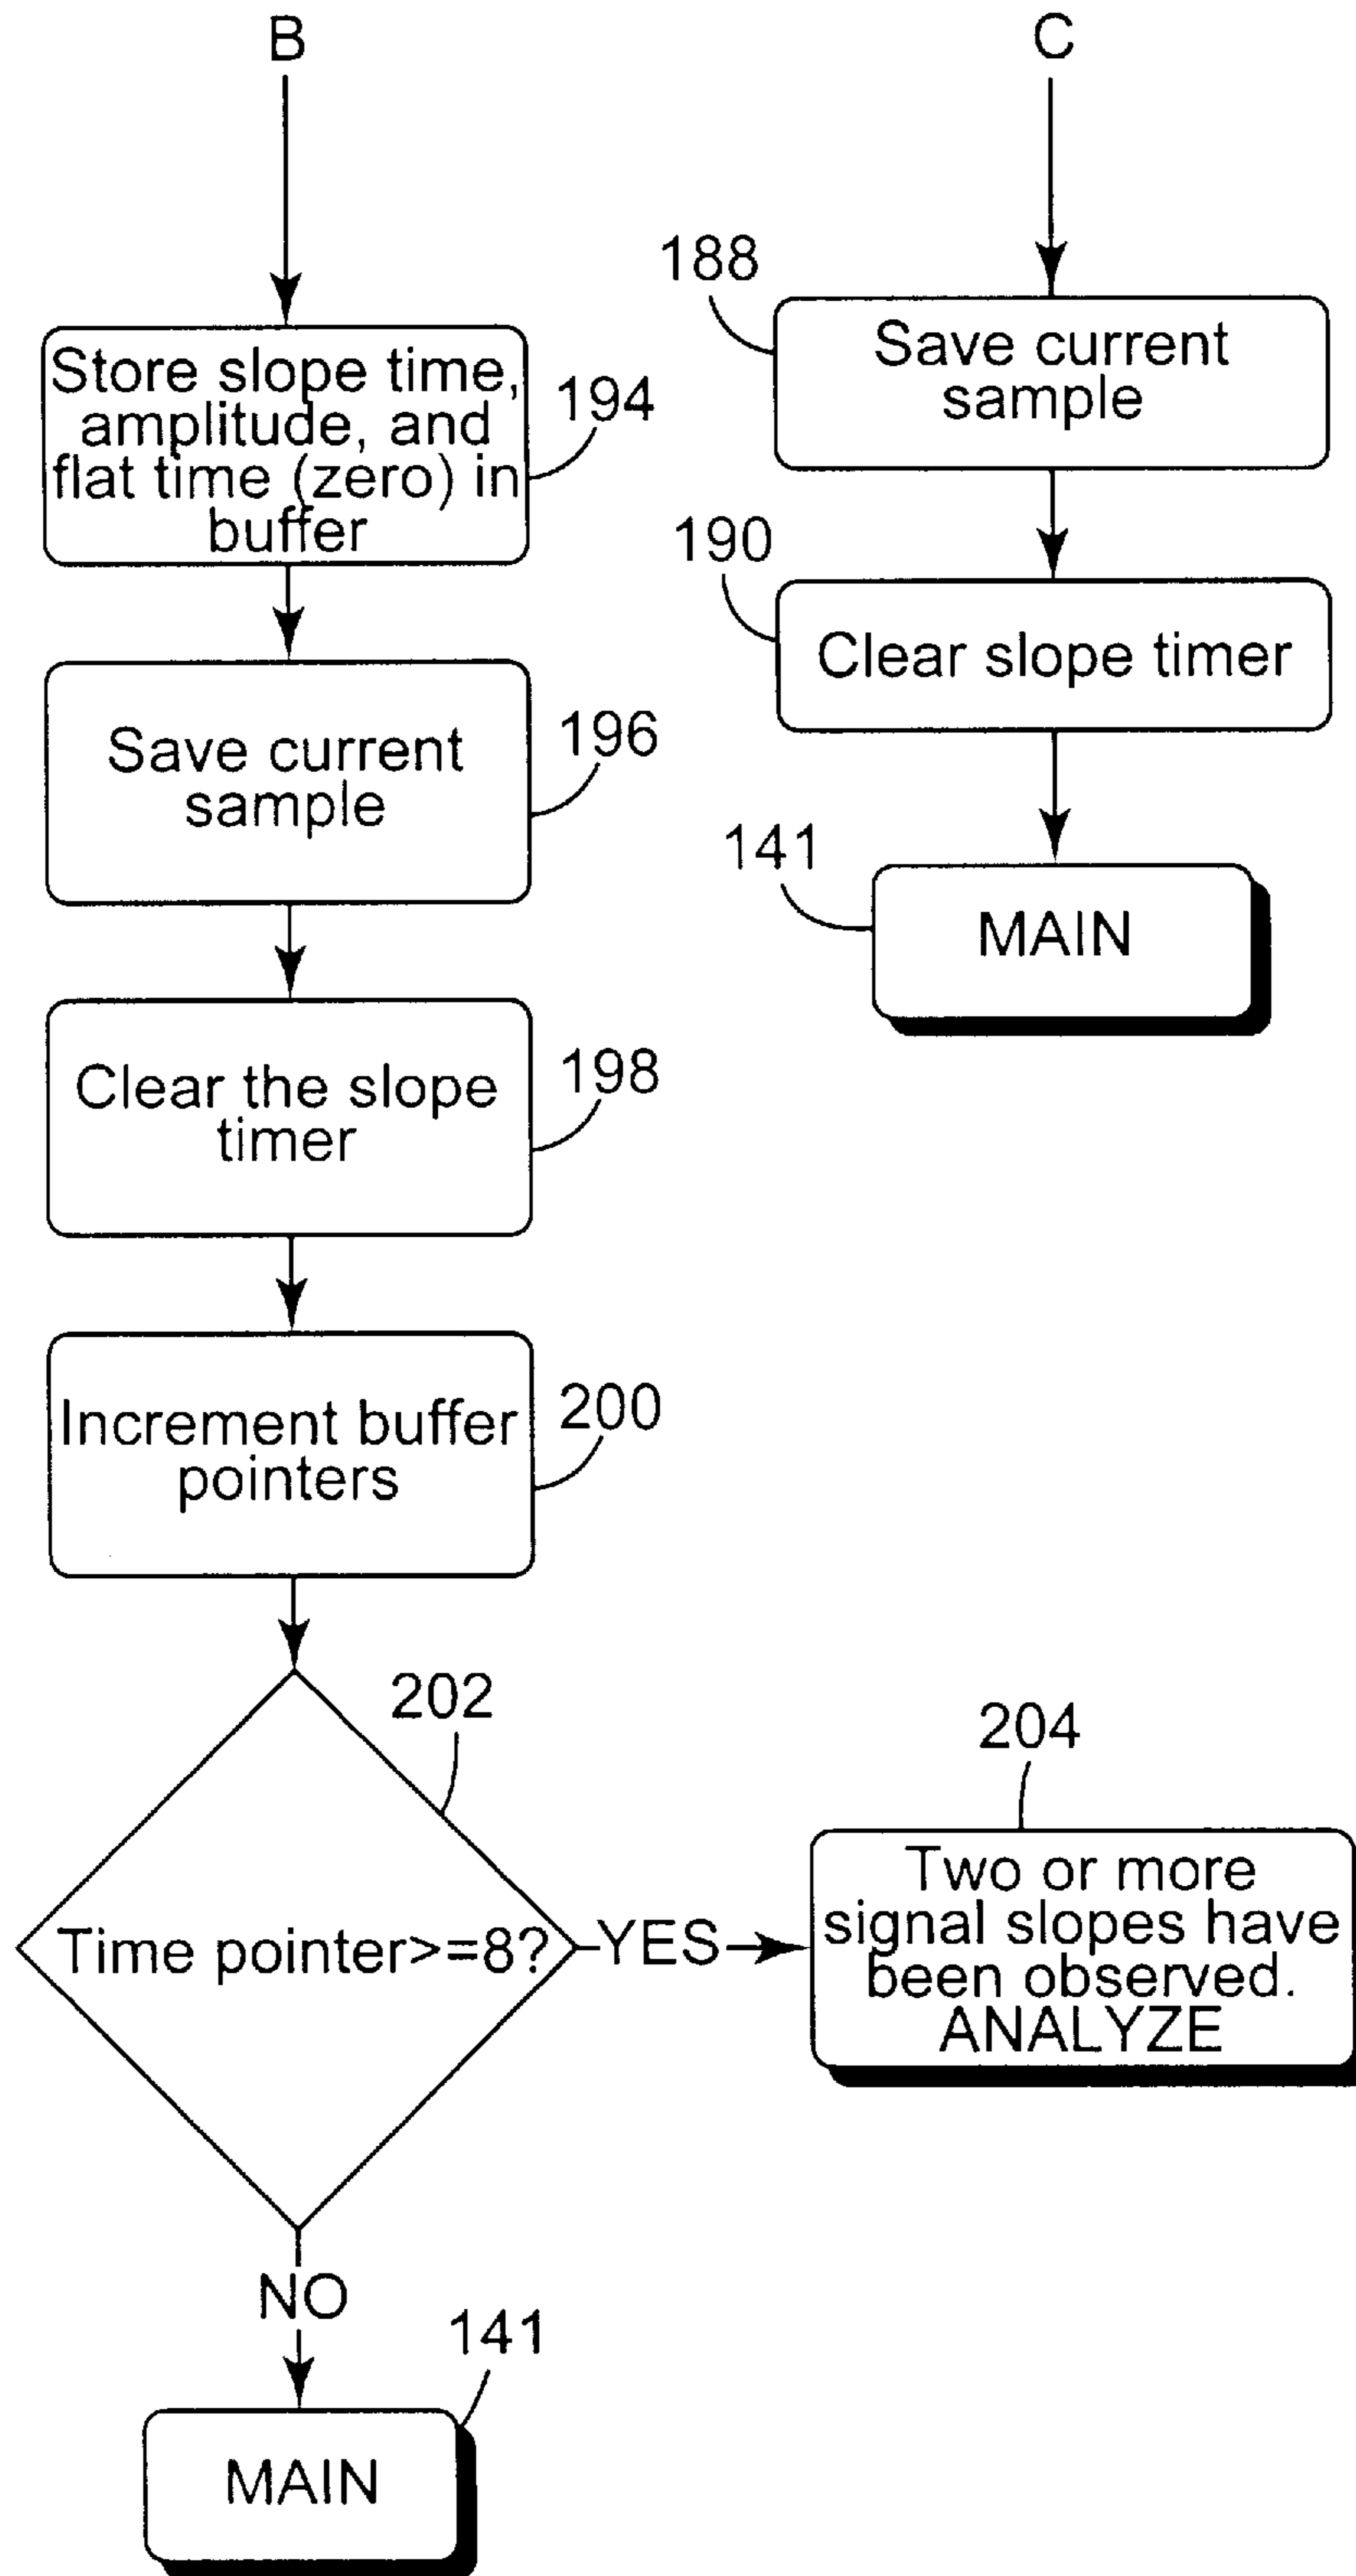 B
Store slope time,
amplitude, and
flat time (zero) in
buffer
194
Save current
sample
196
Clear the slope
timer
198
Increment buffer
pointers
200
202
Time pointer>=8?
YES
204
Two or more
signal slopes have
been observed.
ANALYZE
NO
141
MAIN
C
188
Save current
sample
190
Clear slope timer
141
MAIN